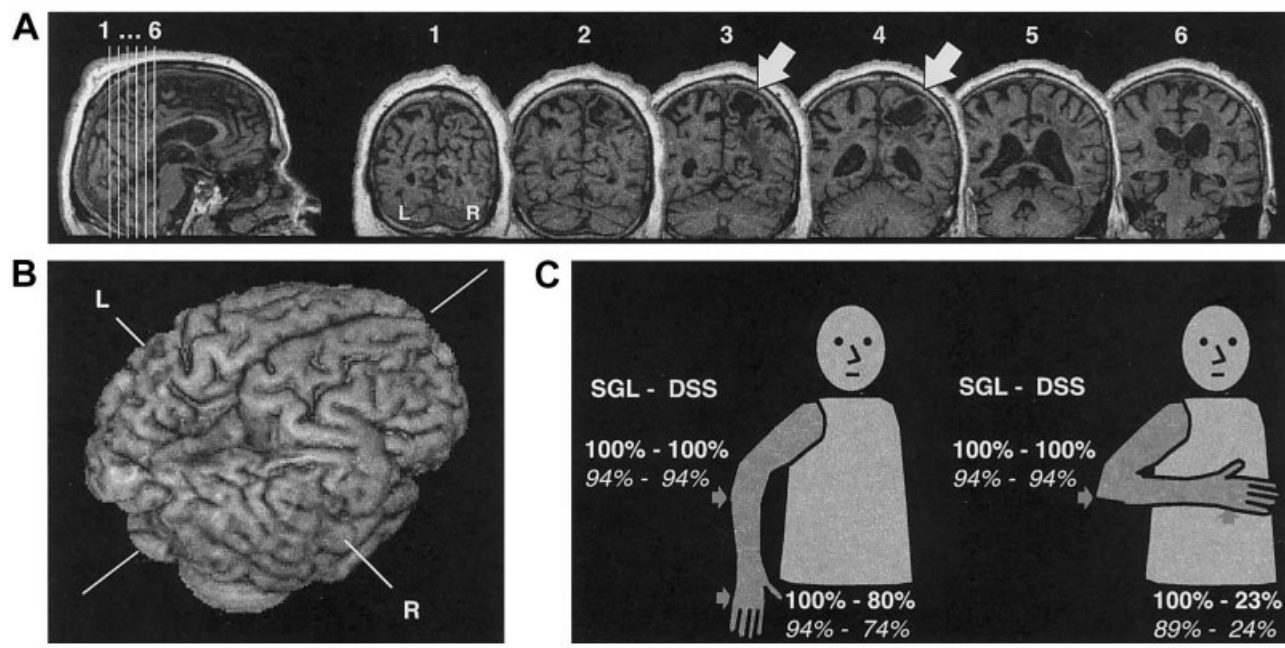 A
1 ... 6
1 2 3 4 5 6
L R
B
L
R
C
SGL - DSS
100% - 100%
94% - 94%
100% - 80%
94% - 74%
SGL - DSS
100% - 100%
94% - 94%
100% - 23%
89% - 24%